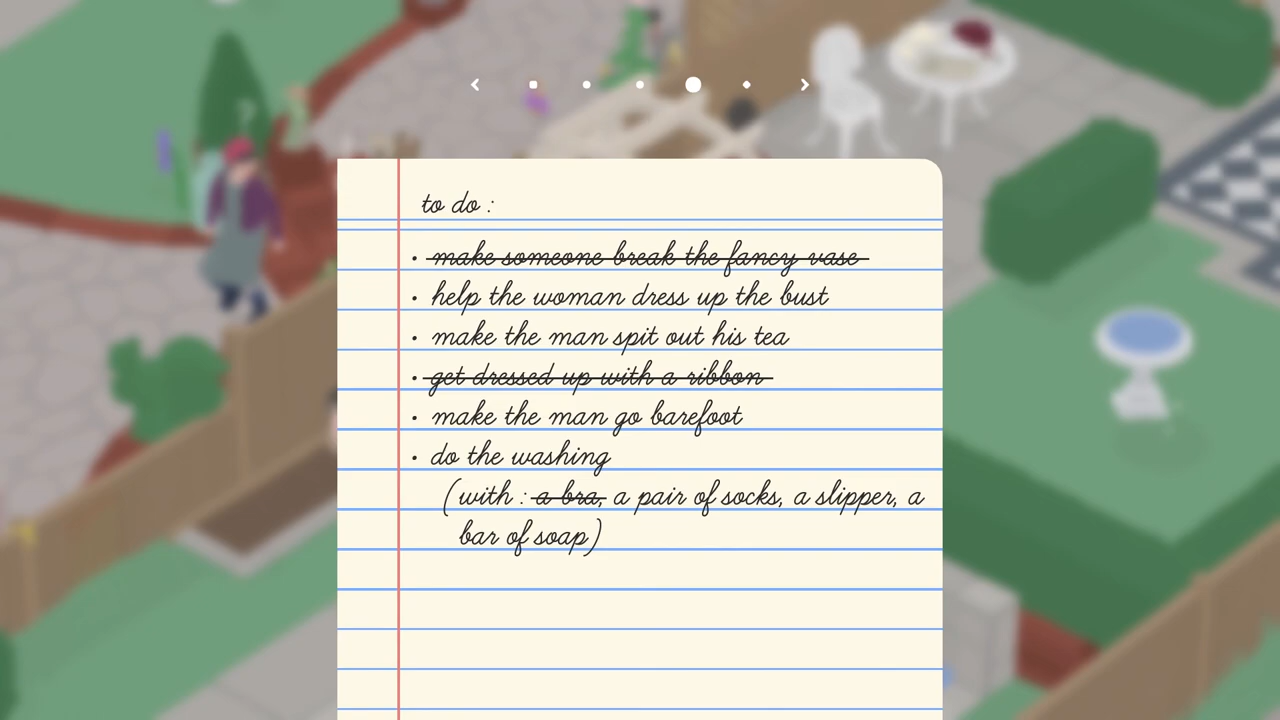 to do :
• make someone break the fancy vase
• help the woman dress up the bust
• make the man spit out his tea
• get dressed up with a ribbon
• make the man go barefoot
• do the washing
(with : a bra, a pair of socks, a slipper, a
bar of soap)